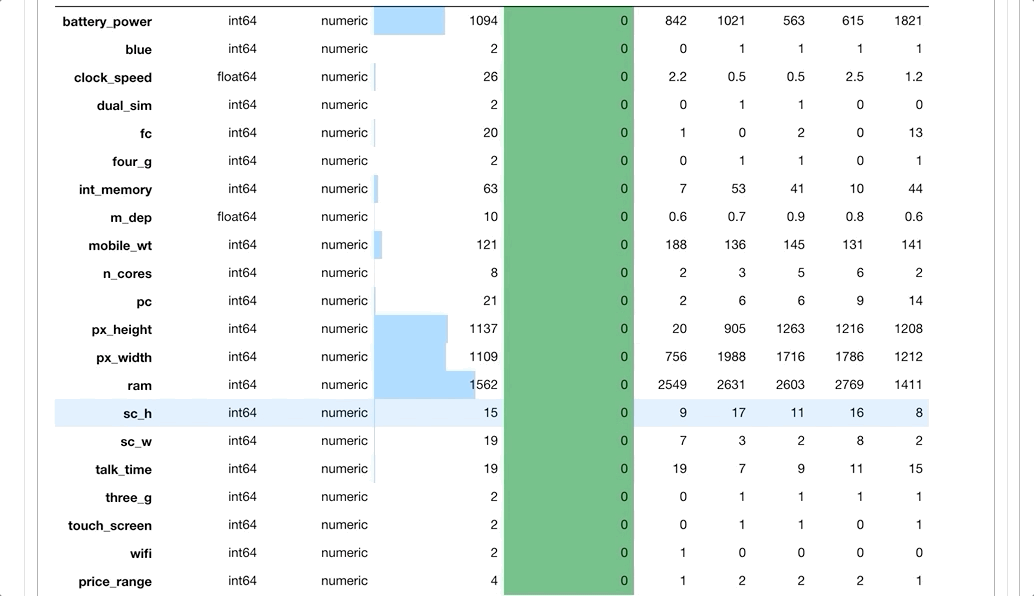 battery_power int64 numeric 1094 0 842 1021 563 615 1821
blue int64 numeric 2 0 0 1 1 1 1
clock_speed float64 numeric 26 0 2.2 0.5 0.5 2.5 1.2
dual_sim int64 numeric 2 0 0 1 1 0 0
fc int64 numeric 20 0 1 0 2 0 13
four_g int64 numeric 2 0 0 1 1 0 1
int_memory int64 numeric 63 0 7 53 41 10 44
m_dep float64 numeric 10 0 0.6 0.7 0.9 0.8 0.6
mobile_wt int64 numeric 121 0 188 136 145 131 141
n_cores int64 numeric 8 0 2 3 5 6 2
pc int64 numeric 21 0 2 6 6 9 14
px_height int64 numeric 1137 0 20 905 1263 1216 1208
px_width int64 numeric 1109 0 756 1988 1716 1786 1212
ram int64 numeric 1562 0 2549 2631 2603 2769 1411
sc_h int64 numeric 15 0 9 17 11 16 8
sc_w int64 numeric 19 0 7 3 2 8 2
talk_time int64 numeric 19 0 19 7 9 11 15
three_g int64 numeric 2 0 0 1 1 1 1
touch_screen int64 numeric 2 0 0 1 1 0 1
wifi int64 numeric 2 0 1 0 0 0 0
price_range int64 numeric 4 0 1 2 2 2 1